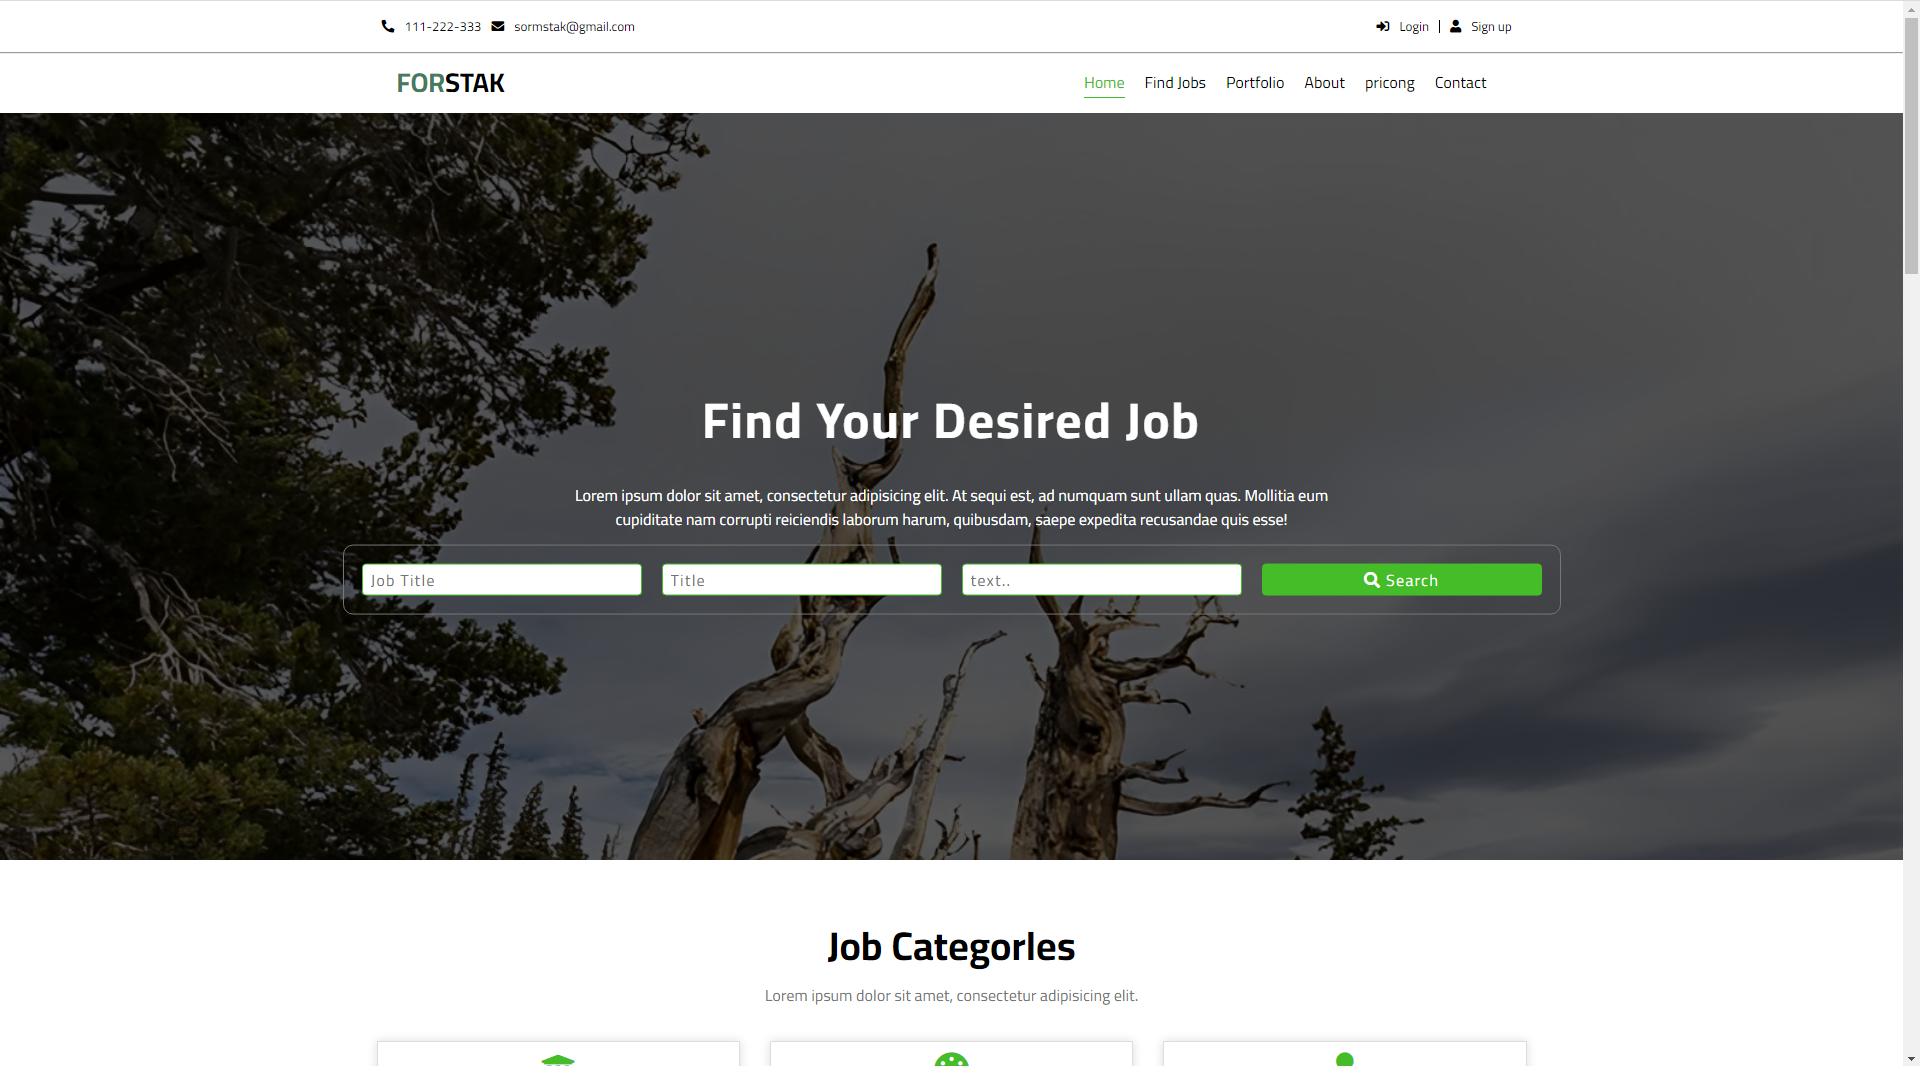 111-222-333 sormstak@gmail.com Login | Sign up
FORSTAK Home Find Jobs Portfolio About pricong Contact
Find Your Desired Job
Lorem ipsum dolor sit amet, consectetur adipisicing elit. At sequi est, ad numquam sunt ullam quas. Mollitia eum
cupiditate nam corrupti reiciendis laborum harum, quibusdam, saepe expedita recusandae quis esse!
Job Title Title text.. Search
Job CategorIes
Lorem ipsum dolor sit amet, consectetur adipisicing elit.